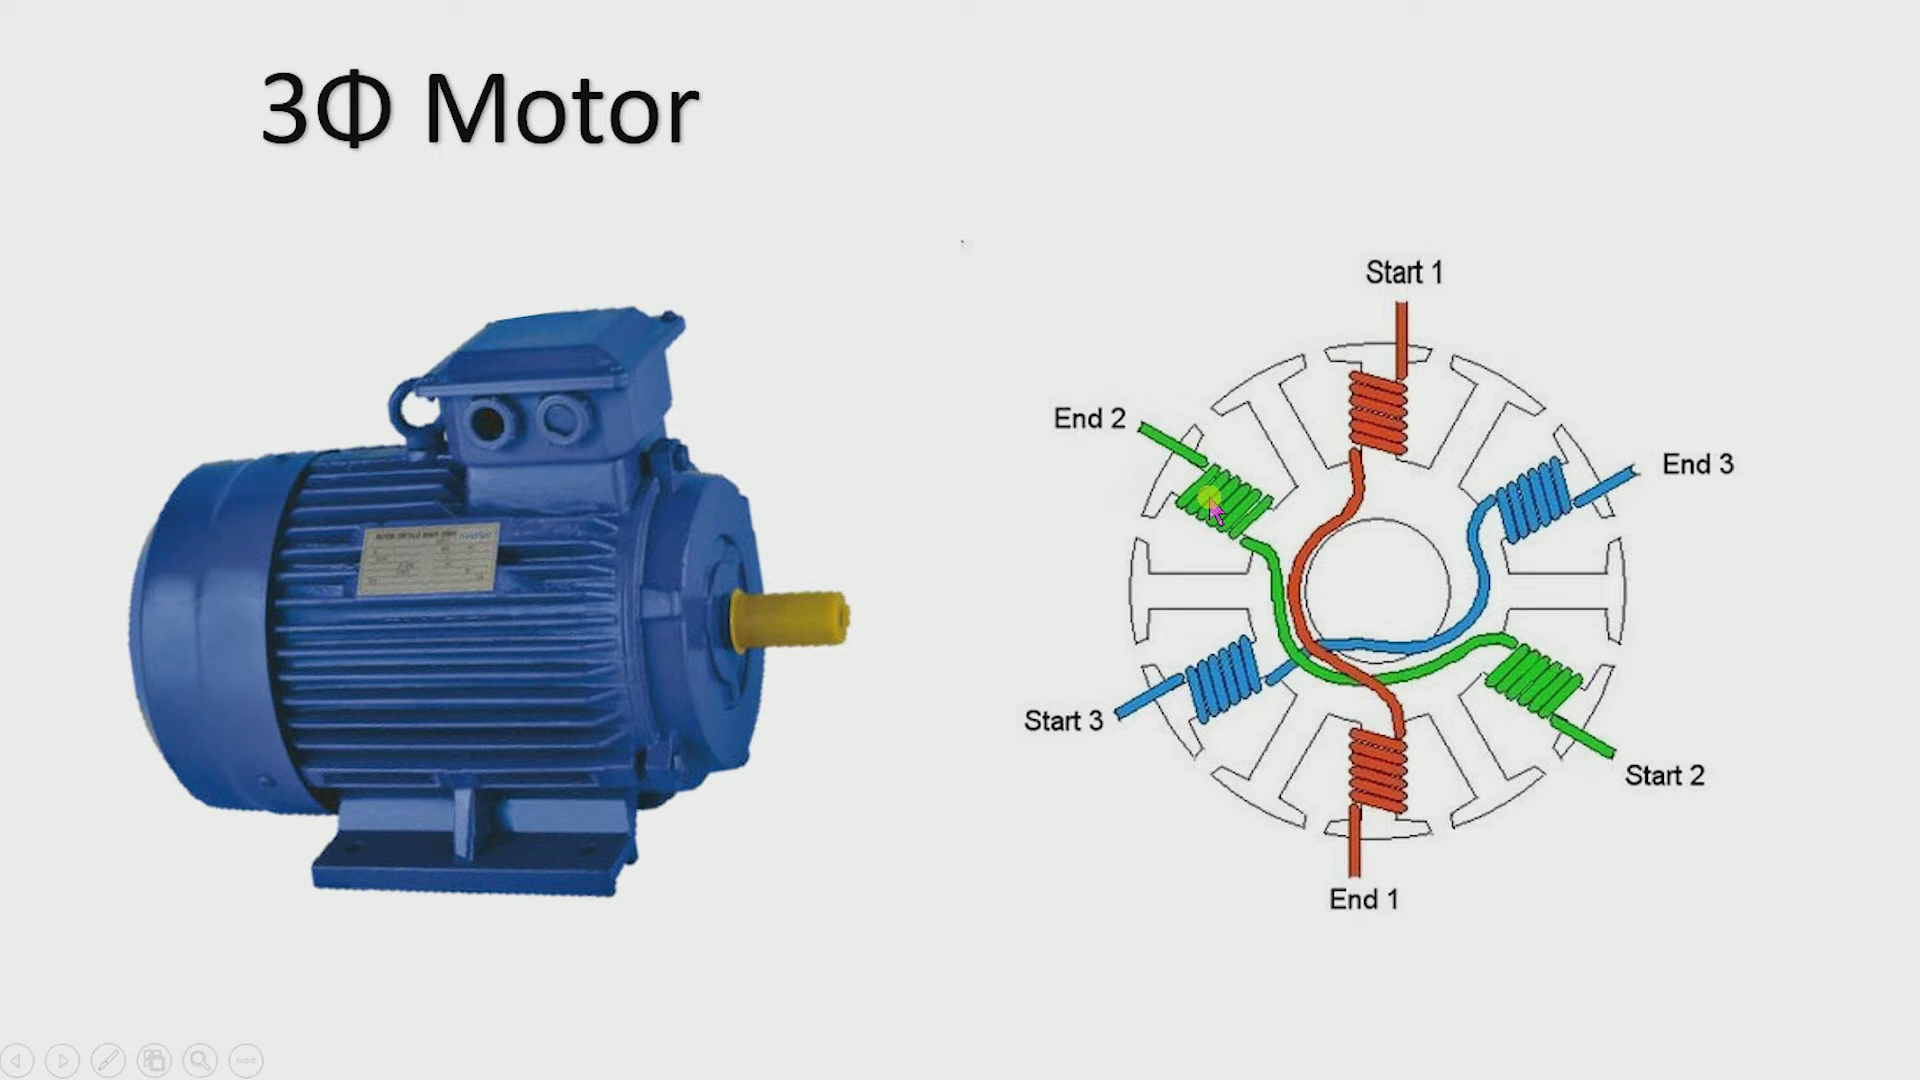 3Φ Motor
Start 1
End 2
End 3
Start 3
Start 2
End 1